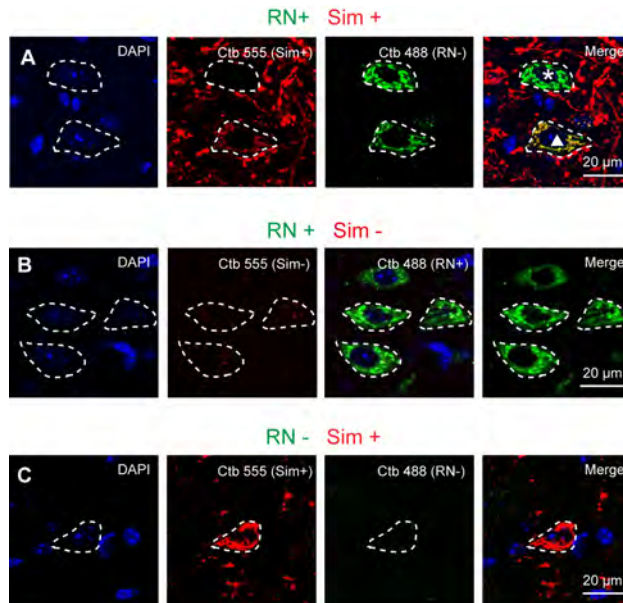 RN+ Sim +
A DAPI Ctb 555 (Sim+) Ctb 488 (RN-) Merge
*
20 µm
RN + Sim -
B DAPI Ctb 555 (Sim-) Ctb 488 (RN+) Merge
20 µm
RN - Sim +
C DAPI Ctb 555 (Sim+) Ctb 488 (RN-) Merge
20 µm